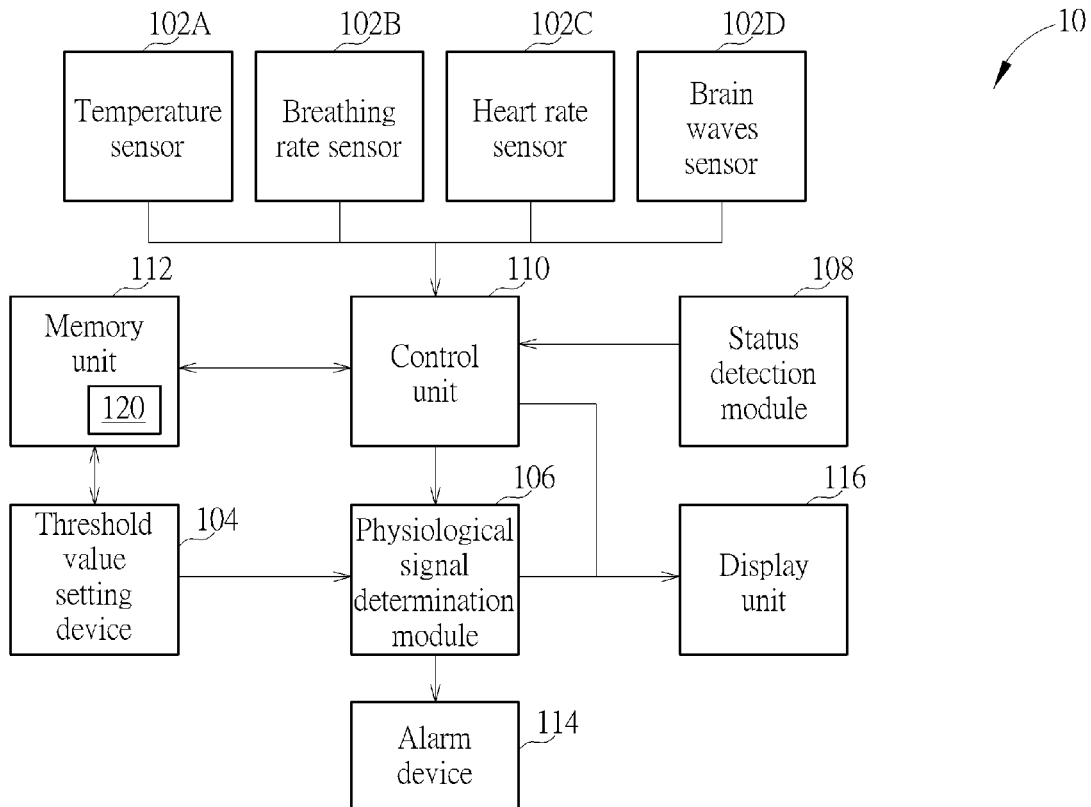 102A
102B
102C
102D
10
Temperature
sensor
Breathing
rate sensor
Heart rate
sensor
Brain
waves
sensor
112
110
108
Memory
unit
120
Control
unit
Status
detection
module
104
106
116
Threshold
value
setting
device
Physiological
signal
determination
module
Display
unit
Alarm
device
114